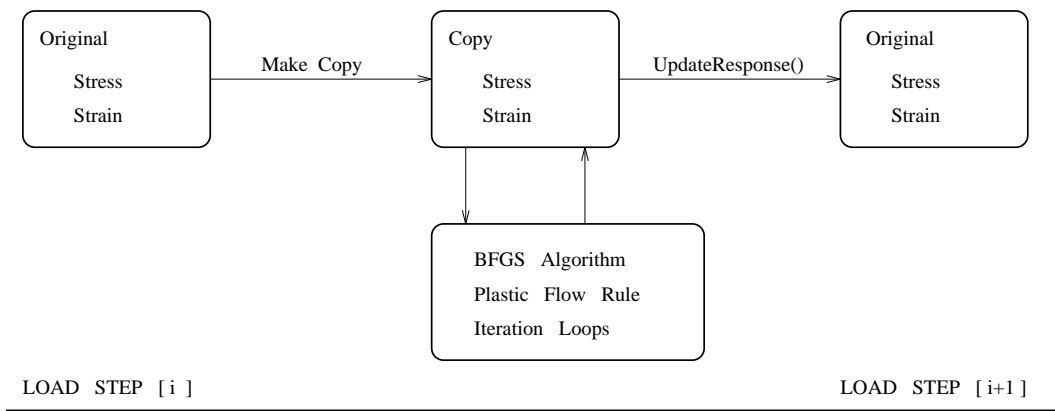 Original
Stress
Strain
Make Copy
Copy
Stress
Strain
UpdateResponse()
Original
Stress
Strain
BFGS Algorithm
Plastic Flow Rule
Iteration Loops
LOAD STEP [ i ]
LOAD STEP [ i+1 ]